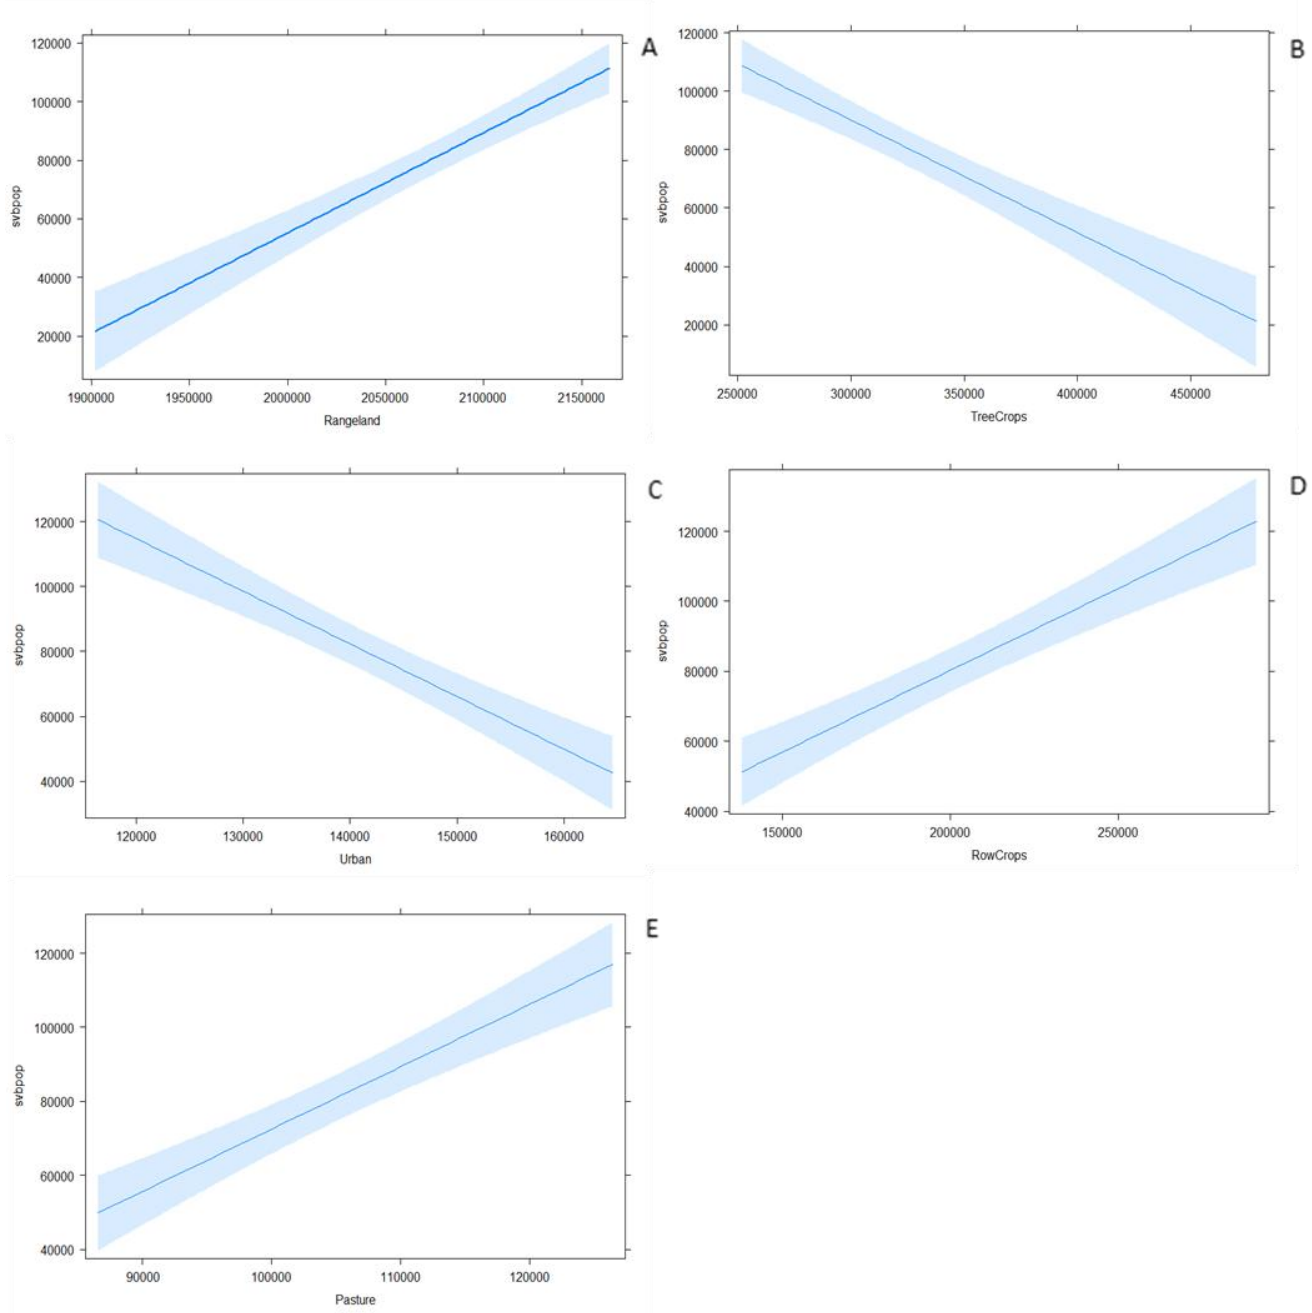 A
svbpop
120000
100000
80000
60000
40000
20000
1900000 1950000 2000000 2050000 2100000 2150000
Rangeland
B
svbpop
120000
100000
80000
60000
40000
20000
250000 300000 350000 400000 450000
TreeCrops
C
svbpop
120000
100000
80000
60000
40000
120000 130000 140000 150000 160000
Urban
D
svbpop
120000
100000
80000
60000
40000
150000 200000 250000
RowCrops
E
svbpop
120000
100000
80000
60000
40000
90000 100000 110000 120000
Pasture